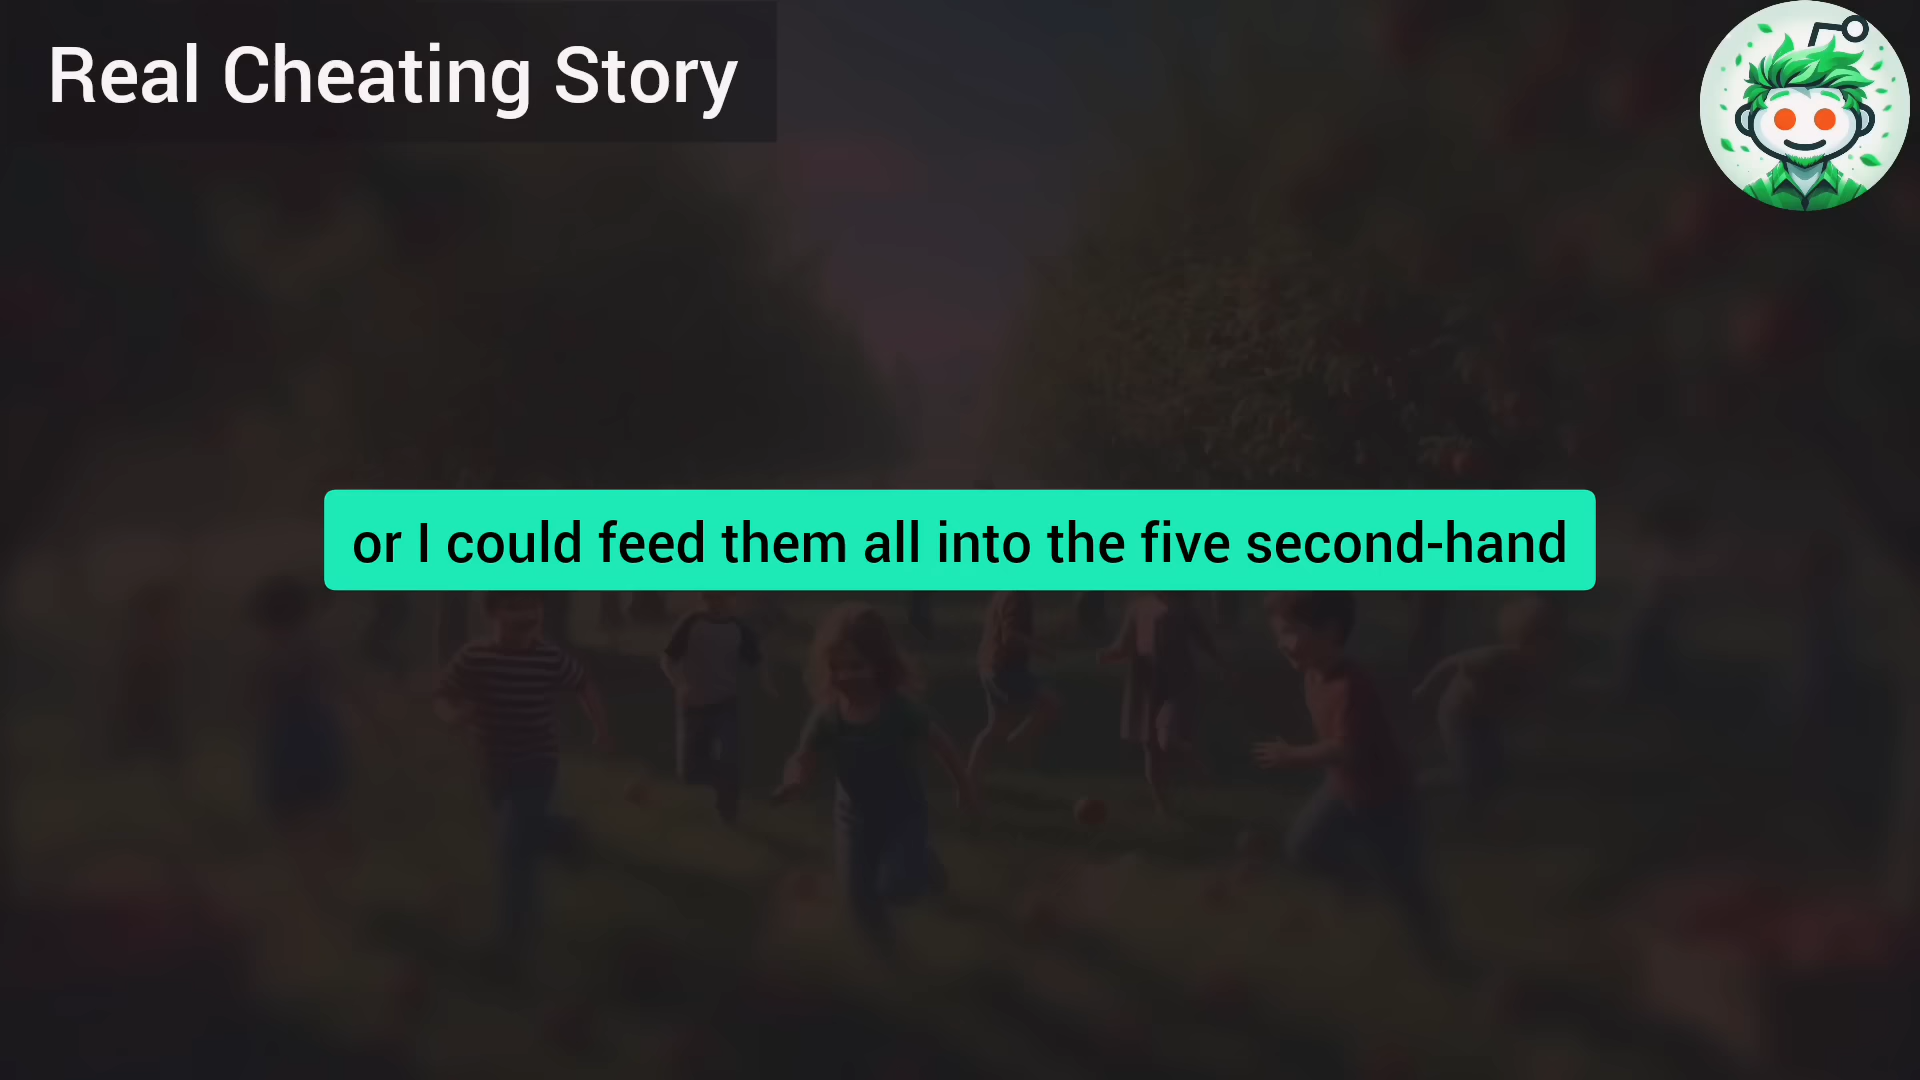 Real Cheating Story
or I could feed them all into the five second-hand